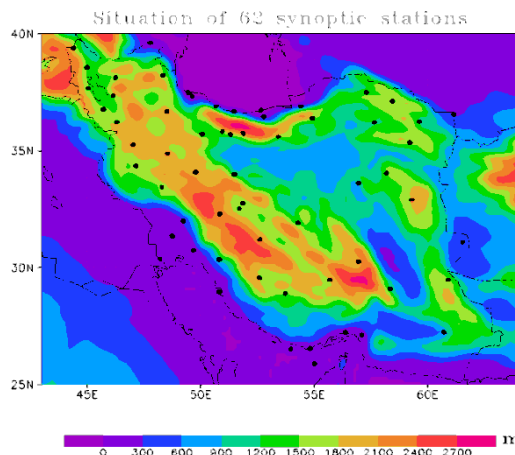 Situation of 62 synoptic stations
40N
35N
30N
25N
45E 50E 55E 60E
0 300 600 900 1200 1500 1800 2100 2400 2700 m